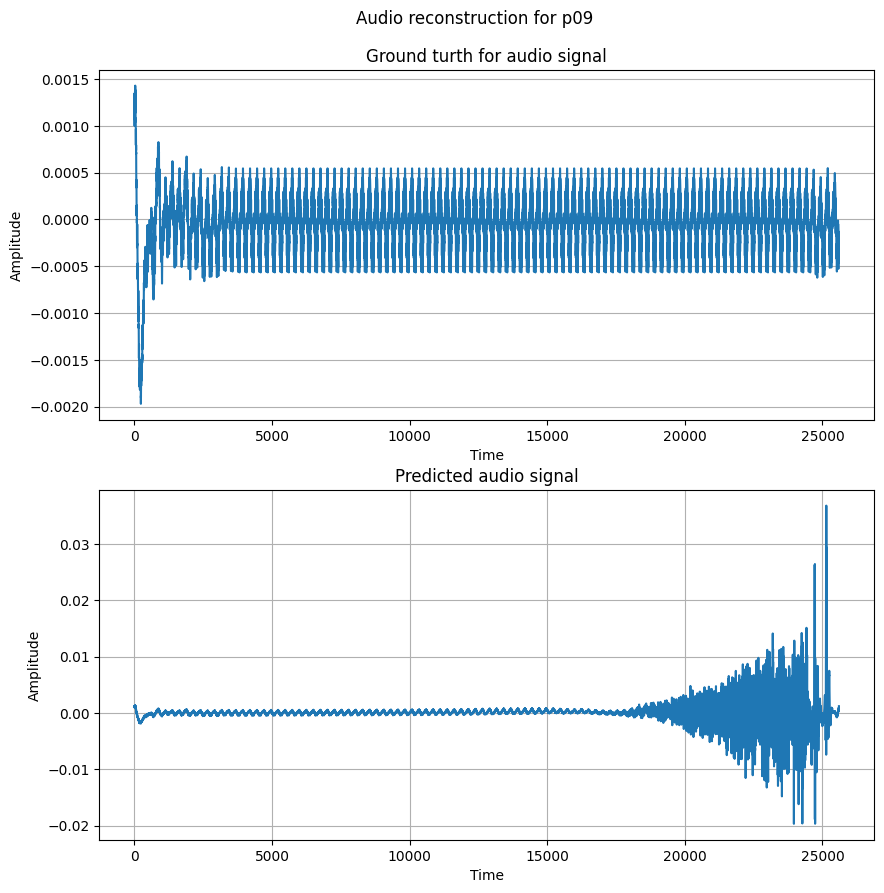 Audio reconstruction for p09
Ground turth for audio signal
0.0015
0.0010
0.0005
0.0000
−0.0005
−0.0010
−0.0015
−0.0020
Amplitude
0 5000 10000 15000 20000 25000
Time
Predicted audio signal
0.03
0.02
0.01
0.00
−0.01
−0.02
Amplitude
0 5000 10000 15000 20000 25000
Time